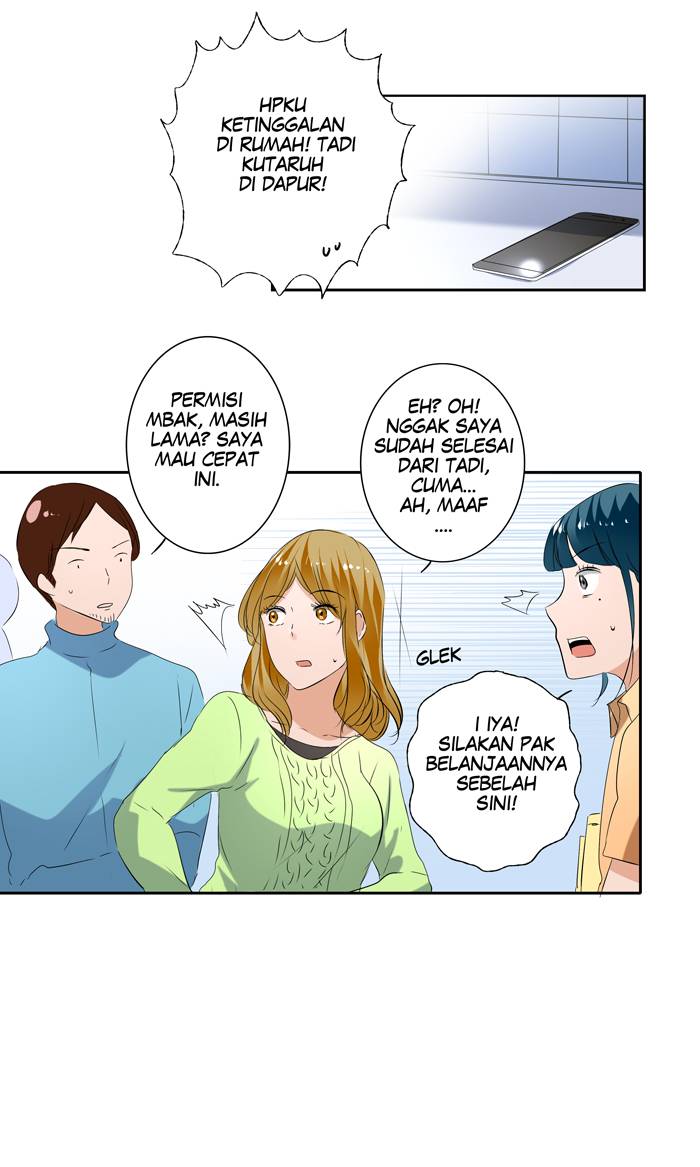 HPKU
KETINGGALAN
DI RUMAH! TADI
KUTARUH
DI DAPUR!
PERMISI
MBAK, MASIH
LAMA? SAYA
MAU CEPAT
INI.
EH? OH!
NGGAK SAYA
SUDAH SELESAI
DARI TADI,
CUMA...
AH, MAAF
....
GLEK
I IYA!
SILAKAN PAK
BELANJAANNYA
SEBELAH
SINI!